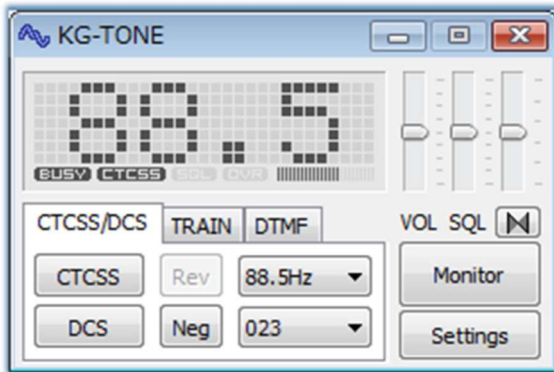 KG-TONE
88.5
BUSY CTCSS SQL OVR
CTCSS/DCS TRAIN DTMF
VOL SQL
CTCSS Rev 88.5Hz Monitor
DCS Neg 023 Settings